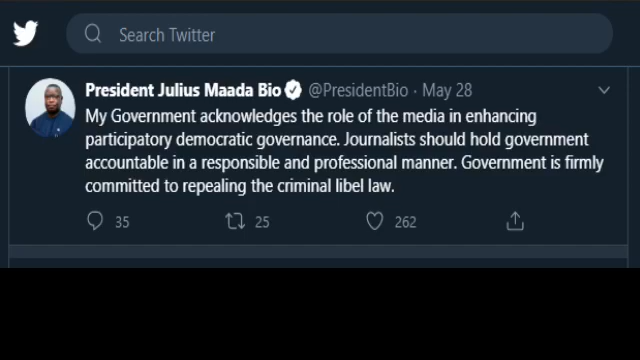 Search Twitter
President Julius Maada Bio @PresidentBio · May 28
My Government acknowledges the role of the media in enhancing
participatory democratic governance. Journalists should hold government
accountable in a responsible and professional manner. Government is firmly
committed to repealing the criminal libel law.
35 25 262